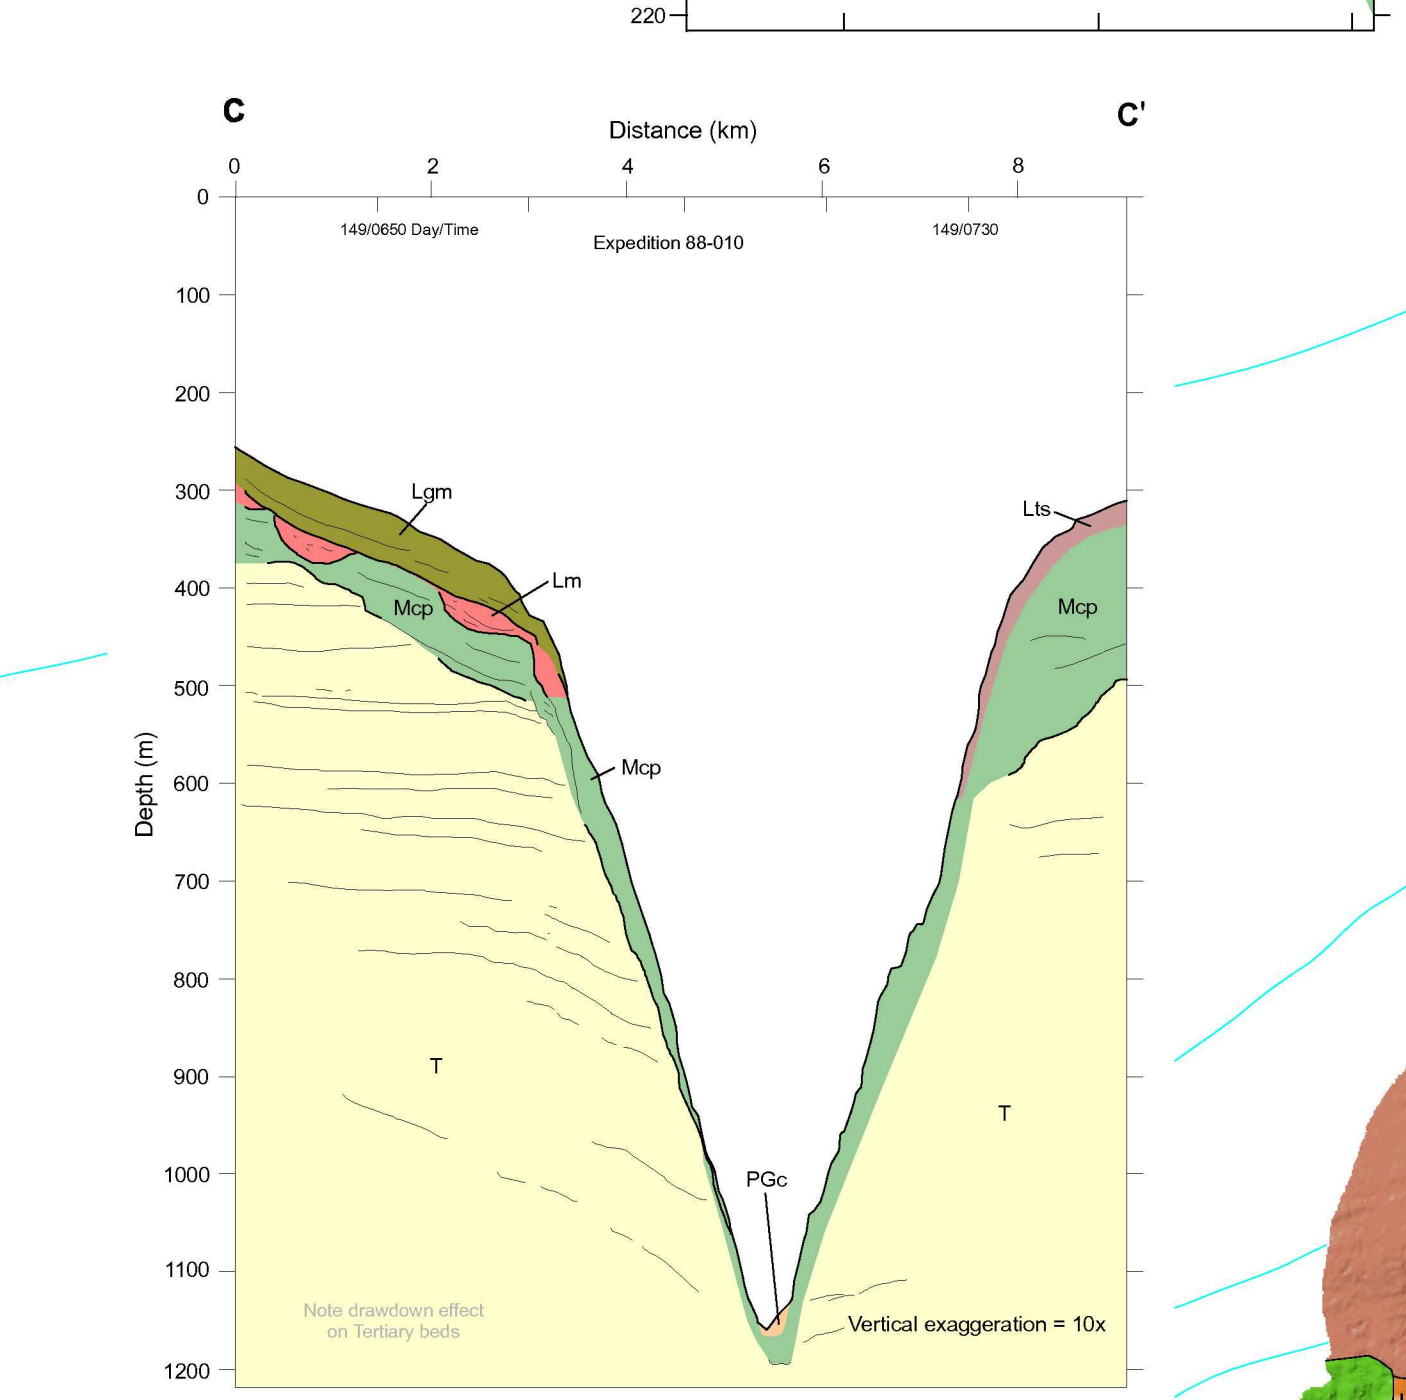 220
C
C'
Distance (km)
0 2 4 6 8
0
149/0650 Day/Time
149/0730
Expedition 88-010
100
200
300
Lgm
Lts
Lm
400
Mcp
Mcp
500
Depth (m)
600
Mcp
700
800
900
T
T
1000
PGc
1100
Note drawdown effect
on Tertiary beds
Vertical exaggeration = 10x
1200